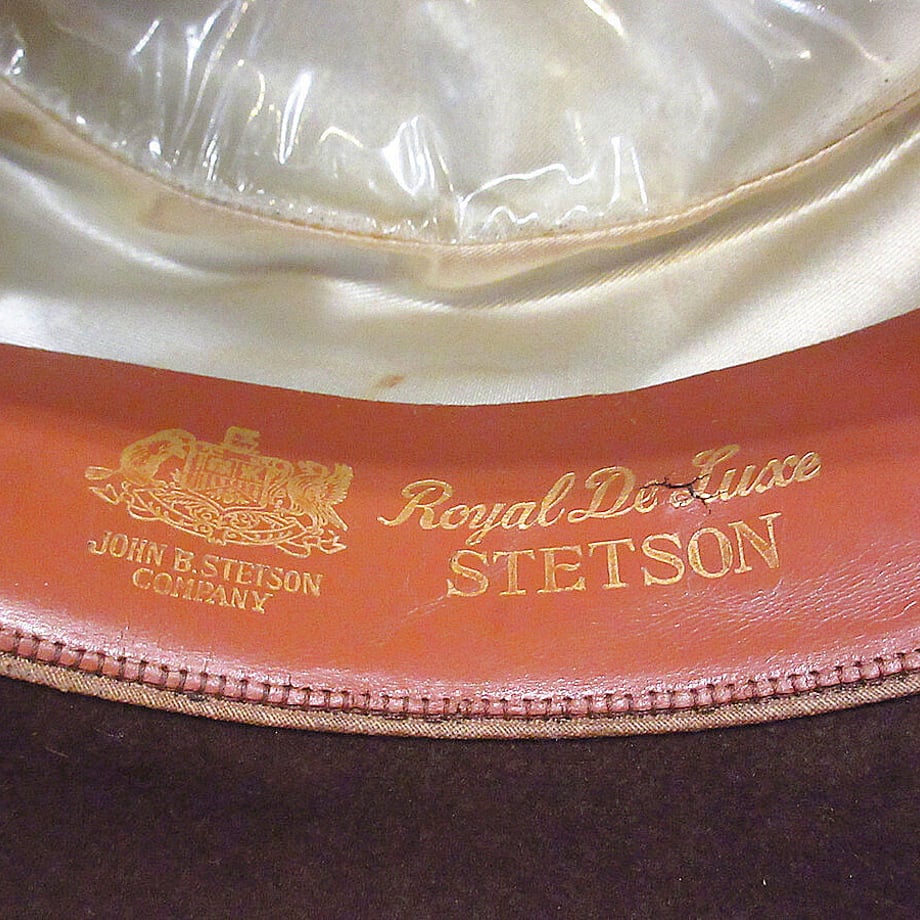 JOHN B. STETSON
COMPANY
Royal De Luxe
STETSON